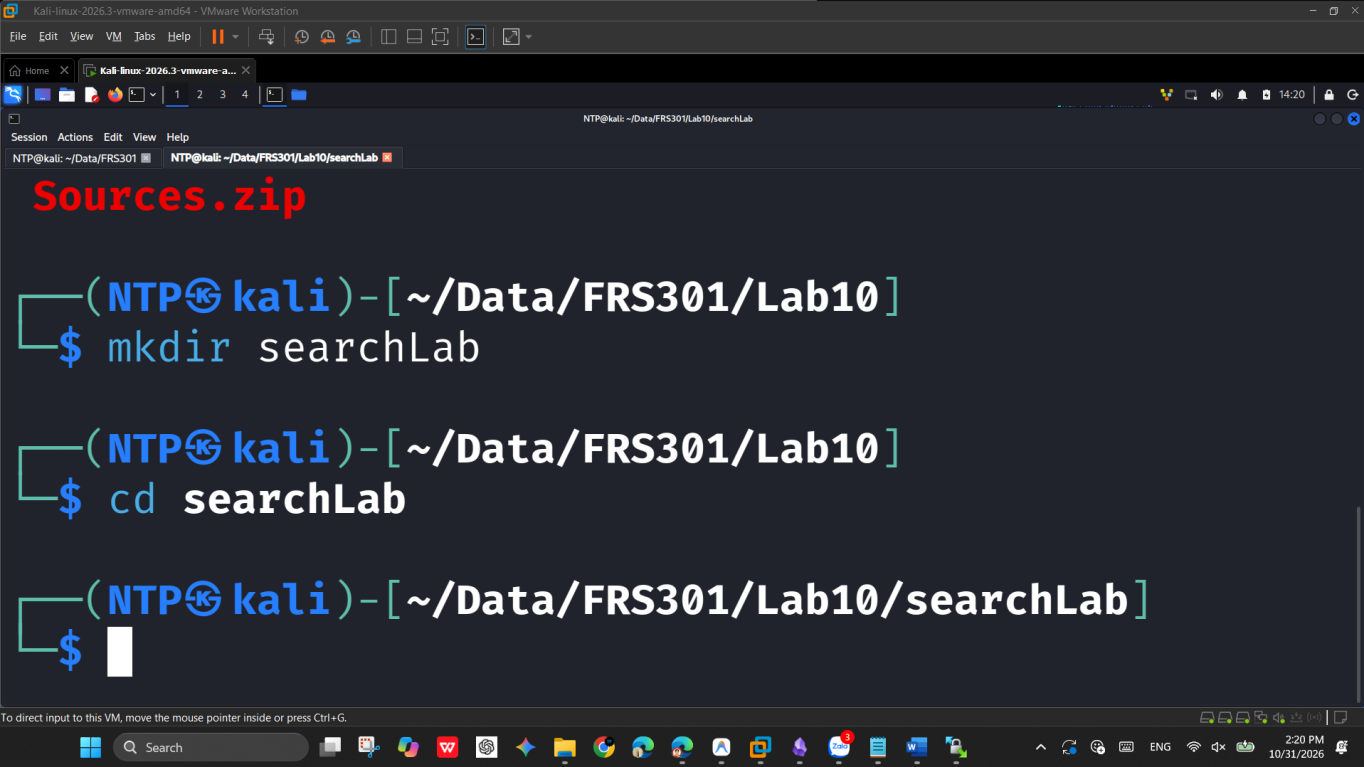 Kali-linux-2026.3-vmware-amd64 - VMware Workstation
File Edit View VM Tabs Help
Home
Kali-linux-2026.3-vmware-a...
1 2 3 4
14:20
NTP@kali: ~/Data/FRS301/Lab10/searchLab
Session Actions Edit View Help
NTP@kali: ~/Data/FRS301
NTP@kali: ~/Data/FRS301/Lab10/searchLab
Sources.zip
(NTP㉿kali)-[~/Data/FRS301/Lab10]
$ mkdir searchLab
(NTP㉿kali)-[~/Data/FRS301/Lab10]
$ cd searchLab
(NTP㉿kali)-[~/Data/FRS301/Lab10/searchLab]
$
To direct input to this VM, move the mouse pointer inside or press Ctrl+G.
Search
Zalo
3
ENG
2:20 PM
10/31/2026